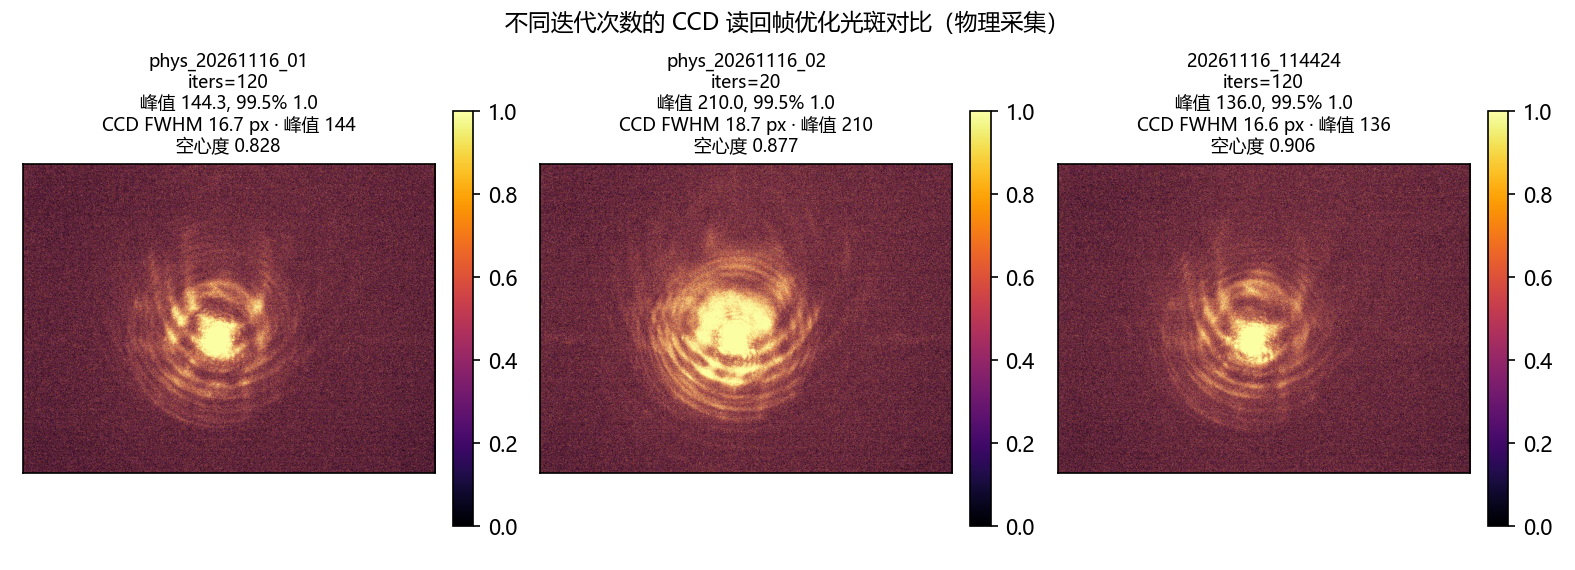 不同迭代次数的 CCD 读回帧优化光斑对比（物理采集）
phys_20261116_01
iters=120
峰值 144.3, 99.5% 1.0
CCD FWHM 16.7 px · 峰值 144
空心度 0.828
1.0
0.8
0.6
0.4
0.2
0.0
phys_20261116_02
iters=20
峰值 210.0, 99.5% 1.0
CCD FWHM 18.7 px · 峰值 210
空心度 0.877
1.0
0.8
0.6
0.4
0.2
0.0
20261116_114424
iters=120
峰值 136.0, 99.5% 1.0
CCD FWHM 16.6 px · 峰值 136
空心度 0.906
1.0
0.8
0.6
0.4
0.2
0.0